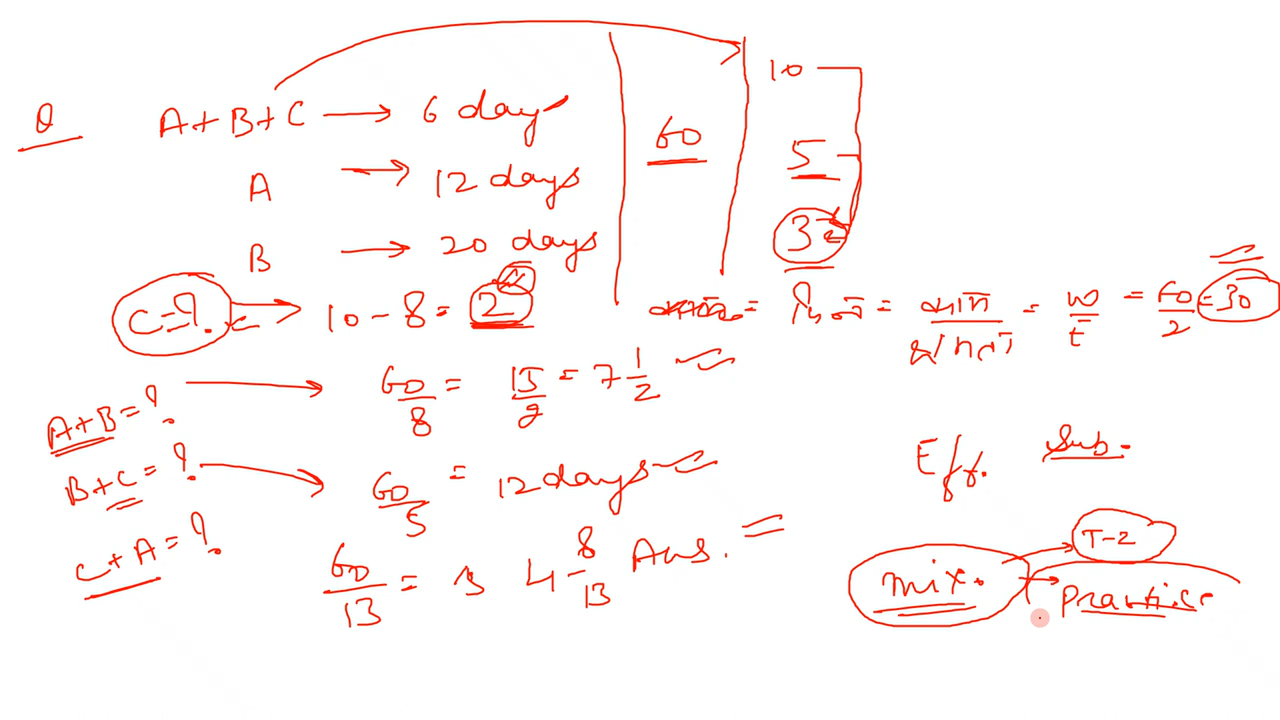 Q A+B+C → 6 days 60 10
A → 12 days 5
B → 20 days 3
C=? → 10-8=2
= = = w/t = 60/2 = 30
A+B=? → 60/8 = 15/2 = 7 1/2
B+C=? → 60/5 = 12 days
C+A=? 60/13 = 4 8/13 Ans.
Eff. Sub.
mix. → T-2
→ Practice